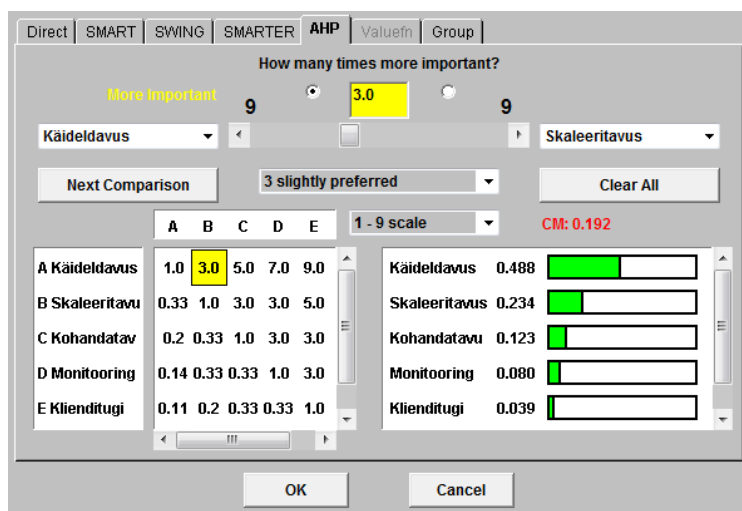 Direct SMART SWING SMARTER AHP Valuefn Group
How many times more important?
More Important 9 3.0 9
Käideldavus Skaleeritavus
Next Comparison 3 slightly preferred Clear All
A B C D E 1 - 9 scale CM: 0.192
A Käideldavus 1.0 3.0 5.0 7.0 9.0 Käideldavus 0.488
B Skaleeritavu 0.33 1.0 3.0 3.0 5.0 Skaleeritavus 0.234
C Kohandatav 0.2 0.33 1.0 3.0 3.0 Kohandatavu 0.123
D Monitooring 0.14 0.33 0.33 1.0 3.0 Monitooring 0.080
E Klienditugi 0.11 0.2 0.33 0.33 1.0 Klienditugi 0.039
OK Cancel